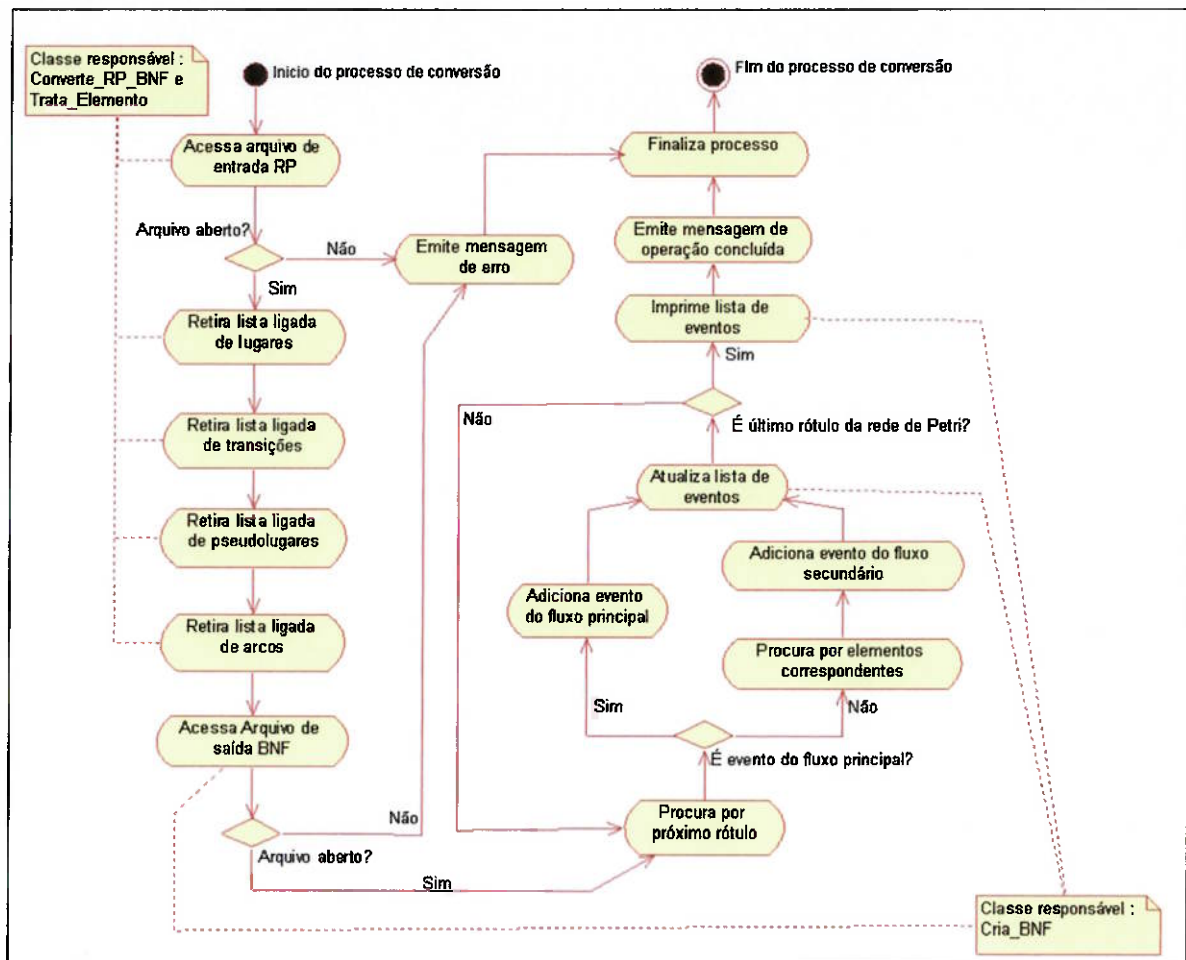 Classe responsável :
Converte_RP_BNF e
Trata_Elemento
Inicio do processo de conversão
Fim do processo de conversão
Acessa arquivo de
entrada RP
Finaliza processo
Arquivo aberto?
Não
Emite mensagem
de erro
Emite mensagem de
operação concluída
Sim
Imprime lista de
eventos
Retira lista ligada
de lugares
Sim
Não
É último rótulo da rede de Petri?
Retira lista ligada
de transições
Atualiza lista de
eventos
Retira lista ligada
de pseudolugares
Adiciona evento do fluxo
secundário
Adiciona evento
do fluxo principal
Retira lista ligada
de arcos
Procura por elementos
correspondentes
Sim
Não
Acessa Arquivo de
saída BNF
É evento do fluxo principal?
Não
Procura por
próximo rótulo
Arquivo aberto?
Sim
Classe responsável :
Cria_BNF